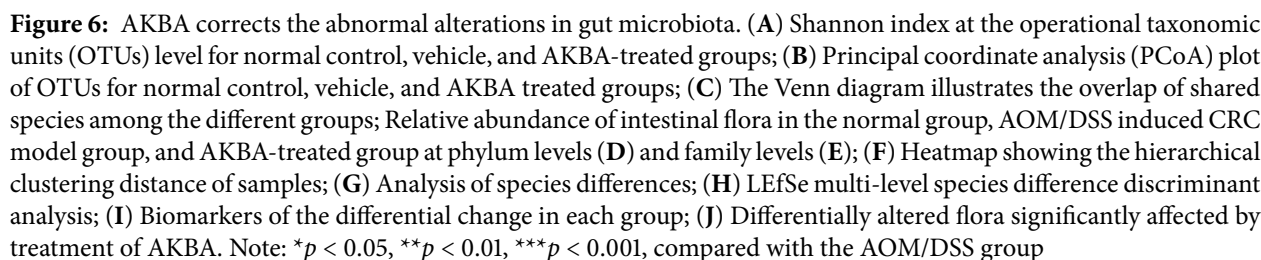 Figure 6: AKBA corrects the abnormal alterations in gut microbiota. (A) Shannon index at the operational taxonomic
units (OTUs) level for normal control, vehicle, and AKBA-treated groups; (B) Principal coordinate analysis (PCoA) plot
of OTUs for normal control, vehicle, and AKBA treated groups; (C) The Venn diagram illustrates the overlap of shared
species among the different groups; Relative abundance of intestinal flora in the normal group, AOM/DSS induced CRC
model group, and AKBA-treated group at phylum levels (D) and family levels (E); (F) Heatmap showing the hierarchical
clustering distance of samples; (G) Analysis of species differences; (H) LEfSe multi-level species difference discriminant
analysis; (I) Biomarkers of the differential change in each group; (J) Differentially altered flora significantly affected by
treatment of AKBA. Note: *p < 0.05, **p < 0.01, ***p < 0.001, compared with the AOM/DSS group